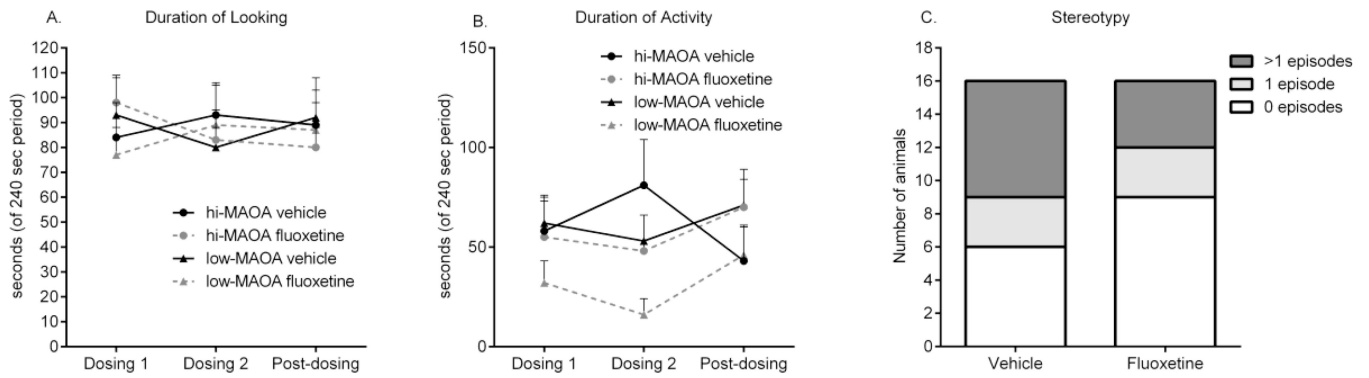 A.
Duration of Looking
seconds (of 240 sec period)
120
110
100
90
80
70
60
50
40
30
20
10
0
hi-MAOA vehicle
hi-MAOA fluoxetine
low-MAOA vehicle
low-MAOA fluoxetine
Dosing 1 Dosing 2 Post-dosing
B.
Duration of Activity
seconds (of 240 sec period)
150
100
50
0
hi-MAOA vehicle
hi-MAOA fluoxetine
low-MAOA vehicle
low-MAOA fluoxetine
Dosing 1 Dosing 2 Post-dosing
C.
Stereotypy
Number of animals
18
16
14
12
10
8
6
4
2
0
>1 episodes
1 episode
0 episodes
Vehicle Fluoxetine